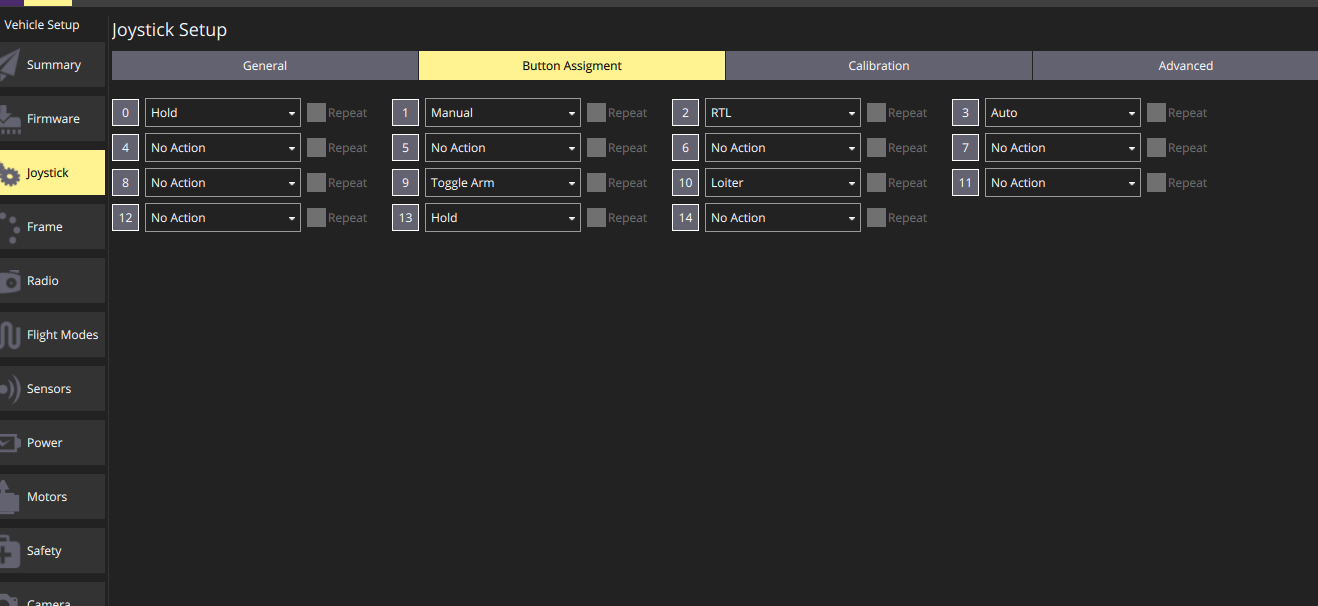 Vehicle Setup
Joystick Setup
Summary
Firmware
Joystick
Frame
Radio
Flight Modes
Sensors
Power
Motors
Safety
Camera
General Button Assigment Calibration Advanced
0 Hold Repeat 1 Manual Repeat 2 RTL Repeat 3 Auto Repeat
4 No Action Repeat 5 No Action Repeat 6 No Action Repeat 7 No Action Repeat
8 No Action Repeat 9 Toggle Arm Repeat 10 Loiter Repeat 11 No Action Repeat
12 No Action Repeat 13 Hold Repeat 14 No Action Repeat